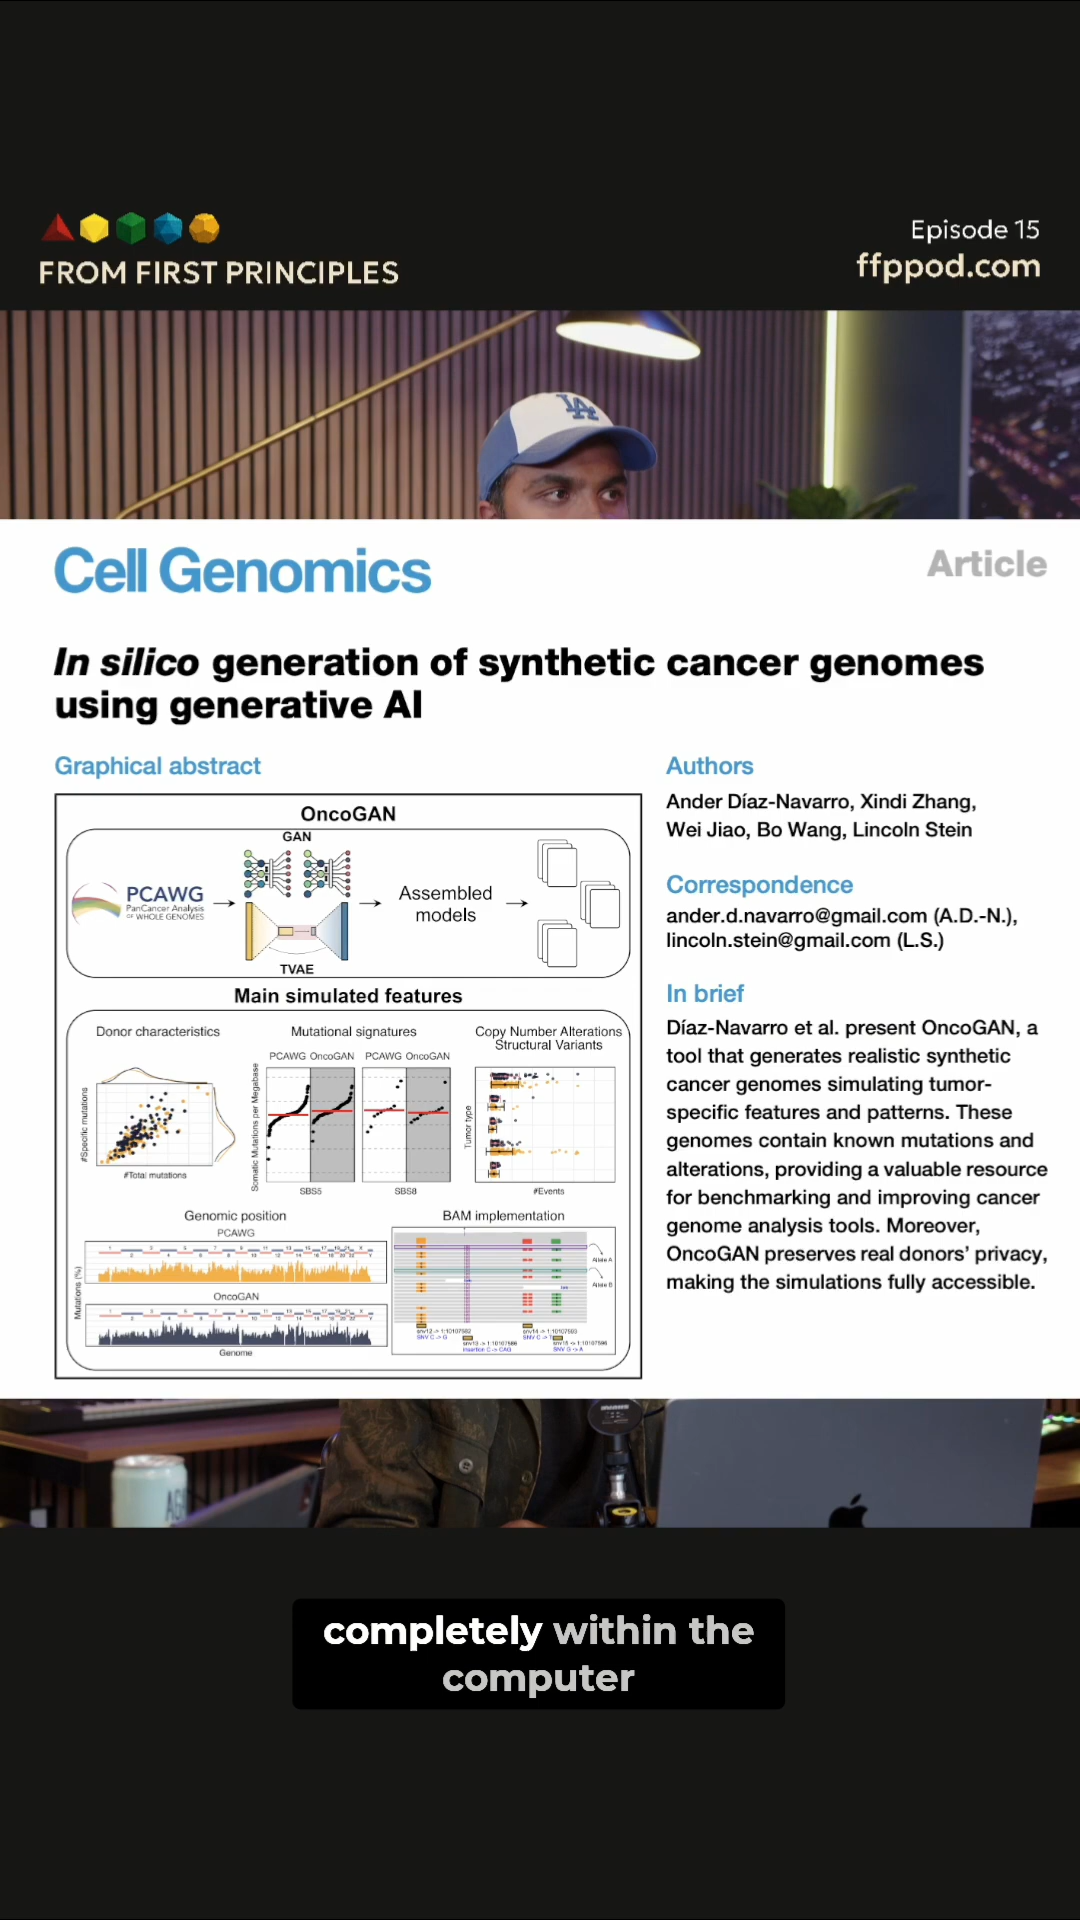 FROM FIRST PRINCIPLES
Episode 15
ffppod.com
LA
Cell Genomics
Article
In silico generation of synthetic cancer genomes
using generative AI
Graphical abstract
OncoGAN
GAN
PCAWG
PanCancer Analysis
OF WHOLE GENOMES
TVAE
Assembled
models
Main simulated features
Donor characteristics
#Specific mutations
#Total mutations
Mutational signatures
PCAWG OncoGAN PCAWG OncoGAN
Somatic Mutations per Megabase
SBS5
SBS8
Copy Number Alterations
Structural Variants
Tumor type
#Events
Genomic position
PCAWG
OncoGAN
Mutations (%)
Genome
BAM implementation
Allele A
Allele B
Authors
Ander Díaz-Navarro, Xindi Zhang,
Wei Jiao, Bo Wang, Lincoln Stein
Correspondence
ander.d.navarro@gmail.com (A.D.-N.),
lincoln.stein@gmail.com (L.S.)
In brief
Díaz-Navarro et al. present OncoGAN, a
tool that generates realistic synthetic
cancer genomes simulating tumor-
specific features and patterns. These
genomes contain known mutations and
alterations, providing a valuable resource
for benchmarking and improving cancer
genome analysis tools. Moreover,
OncoGAN preserves real donors' privacy,
making the simulations fully accessible.
completely within the
computer